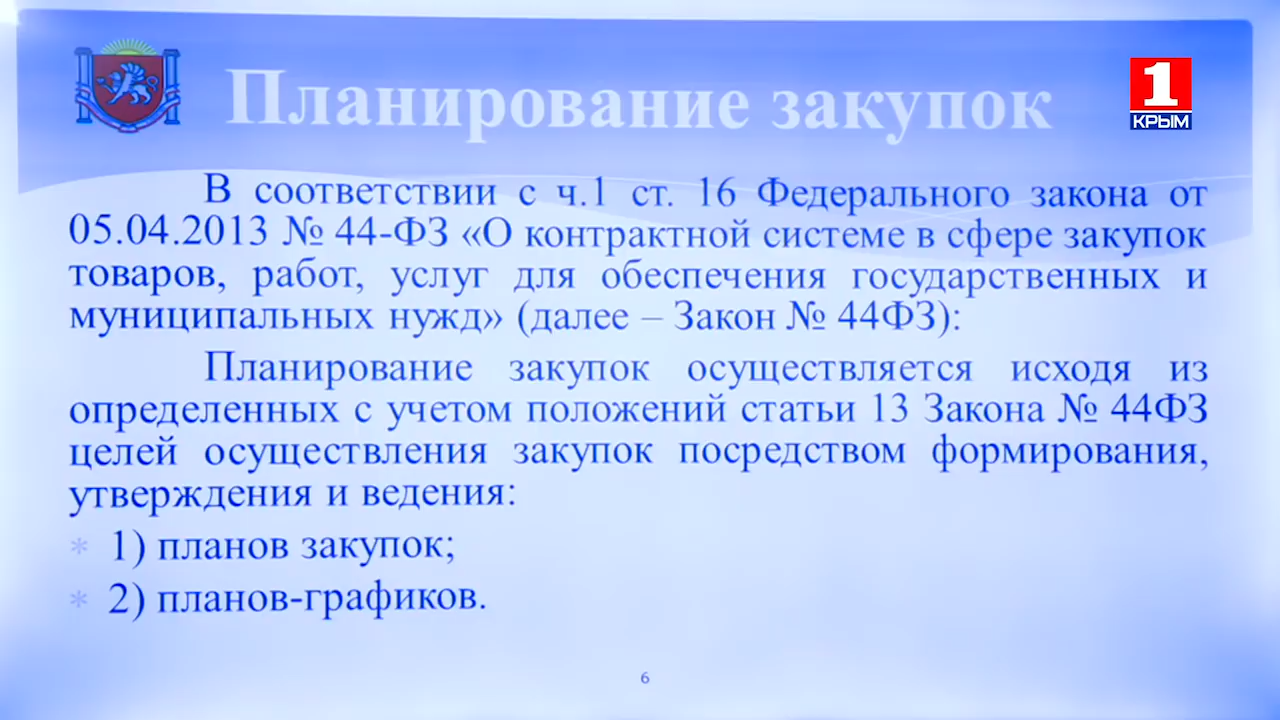 Планирование закупок
1
КРЫМ
В соответствии с ч.1 ст. 16 Федерального закона от
05.04.2013 № 44-ФЗ «О контрактной системе в сфере закупок
товаров, работ, услуг для обеспечения государственных и
муниципальных нужд» (далее – Закон № 44ФЗ):
Планирование закупок осуществляется исходя из
определенных с учетом положений статьи 13 Закона № 44ФЗ
целей осуществления закупок посредством формирования,
утверждения и ведения:
* 1) планов закупок;
* 2) планов-графиков.
6